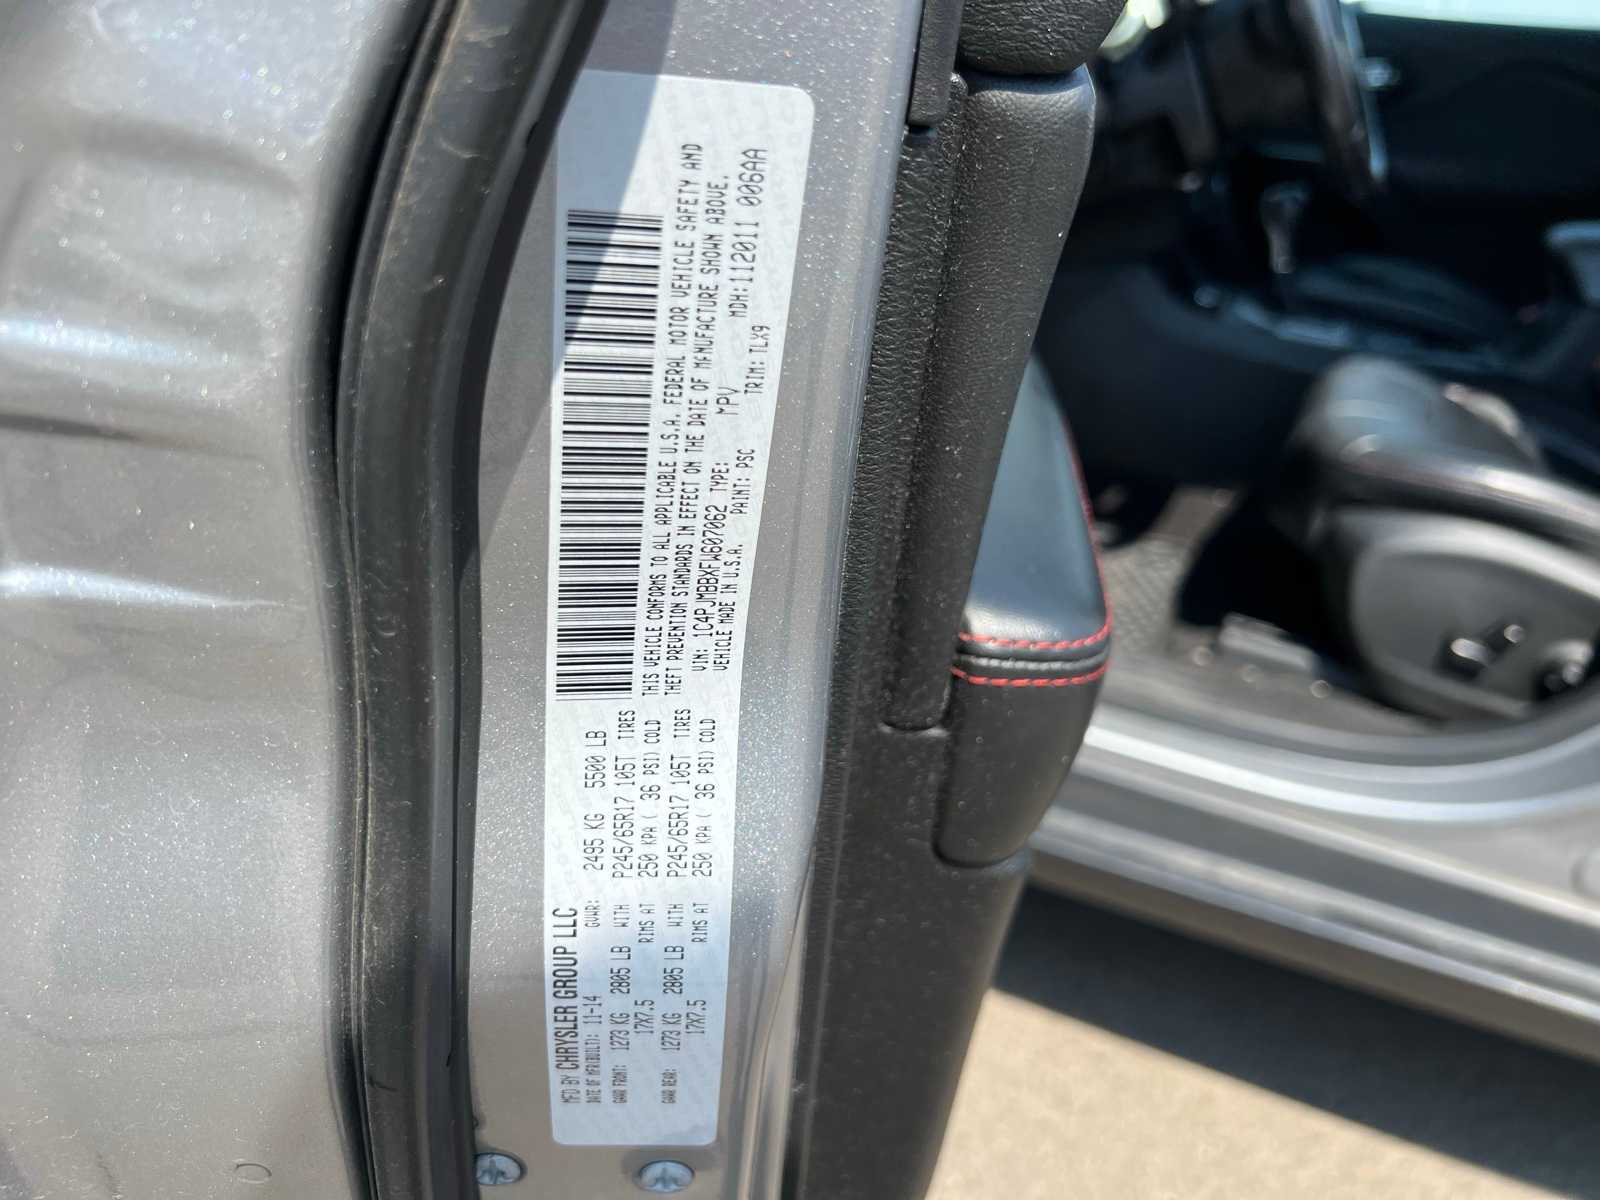 MFD BY CHRYSLER GROUP LLC
DATE OF MFR(BUILT): 11-14 GVWR: 2495 KG 5500 LB
GAWR FRONT: 1273 KG 2805 LB WITH P245/65R17 105T TIRES
17X7.5 RIMS AT 250 KPA ( 36 PSI) COLD
GAWR REAR: 1273 KG 2805 LB WITH P245/65R17 105T TIRES
17X7.5 RIMS AT 250 KPA ( 36 PSI) COLD
THIS VEHICLE CONFORMS TO ALL APPLICABLE U.S.A. FEDERAL MOTOR VEHICLE SAFETY AND
THEFT PREVENTION STANDARDS IN EFFECT ON THE DATE OF MANUFACTURE SHOWN ABOVE.
VIN: 1C4PJMBBXFW607062 TYPE: MPV MDH:112011 006AA
VEHICLE MADE IN U.S.A. PAINT: PSC TRIM: TLX9